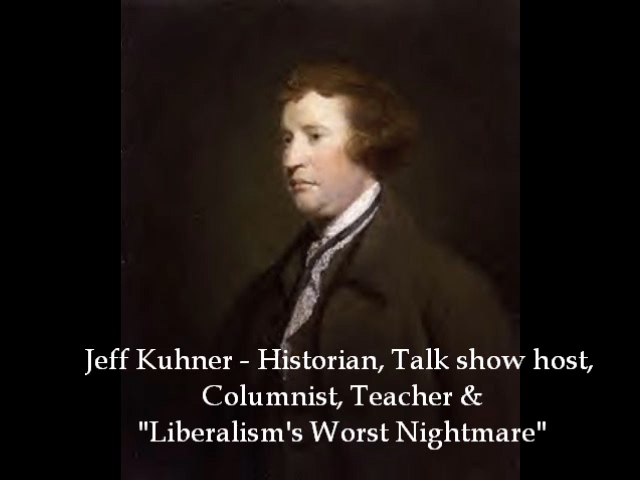 Jeff Kuhner - Historian, Talk show host,
Columnist, Teacher &
"Liberalism's Worst Nightmare"